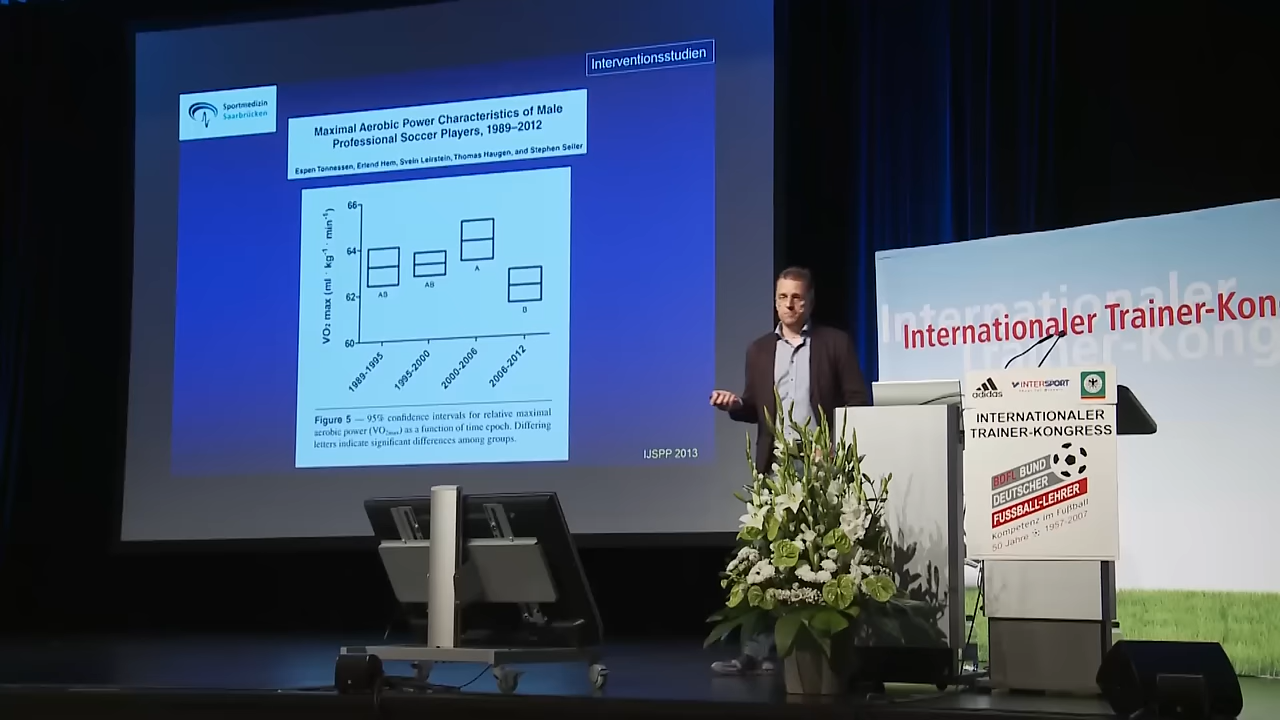 Interventionsstudien
Sportmedizin
Saarbrücken
Maximal Aerobic Power Characteristics of Male
Professional Soccer Players, 1989–2012
Espen Tonnessen, Erlend Hem, Svein Leirstein, Thomas Haugen, and Stephen Seiler
VO₂ max (ml · kg⁻¹ · min⁻¹)
66
64
62
60
AB
AB
A
B
1989-1995
1995-2000
2000-2006
2006-2012
Figure 5 — 95% confidence intervals for relative maximal
aerobic power (VO₂max) as a function of time epoch. Differing
letters indicate significant differences among groups.
IJSPP 2013
Internationaler
Trainer-Kong
Internationaler Trainer-Kon
adidas
INTERSPORT
INTERNATIONALER
TRAINER-KONGRESS
BDFL BUND
DEUTSCHER
FUSSBALL-LEHRER
Kompetenz im Fußball
50 Jahre 1957-2007